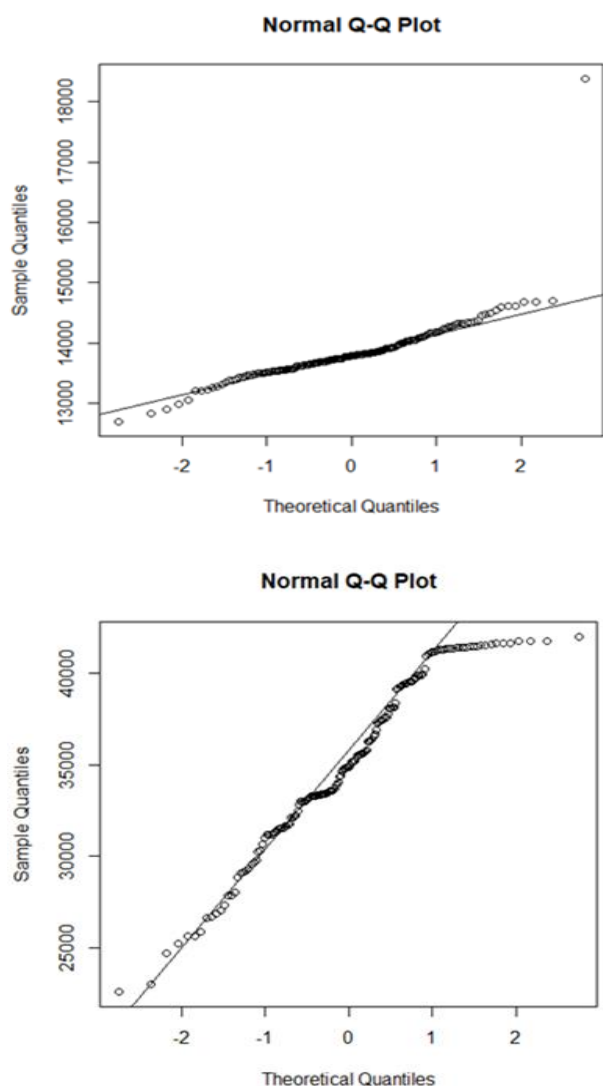 Normal Q-Q Plot
18000
17000
16000
15000
14000
13000
Sample Quantiles
-2 -1 0 1 2
Theoretical Quantiles
Normal Q-Q Plot
40000
35000
30000
25000
Sample Quantiles
-2 -1 0 1 2
Theoretical Quantiles